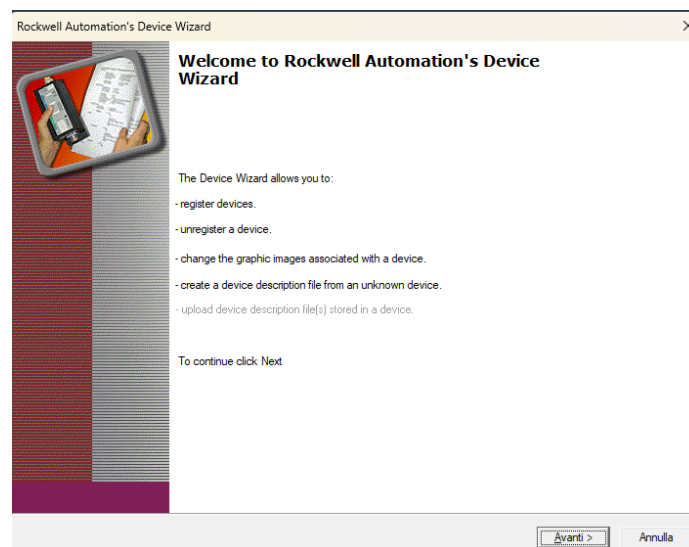 Rockwell Automation's Device Wizard
Welcome to Rockwell Automation's Device
Wizard
The Device Wizard allows you to:
- register devices.
- unregister a device.
- change the graphic images associated with a device.
- create a device description file from an unknown device.
- upload device description file(s) stored in a device.
To continue click Next
Avanti >
Annulla